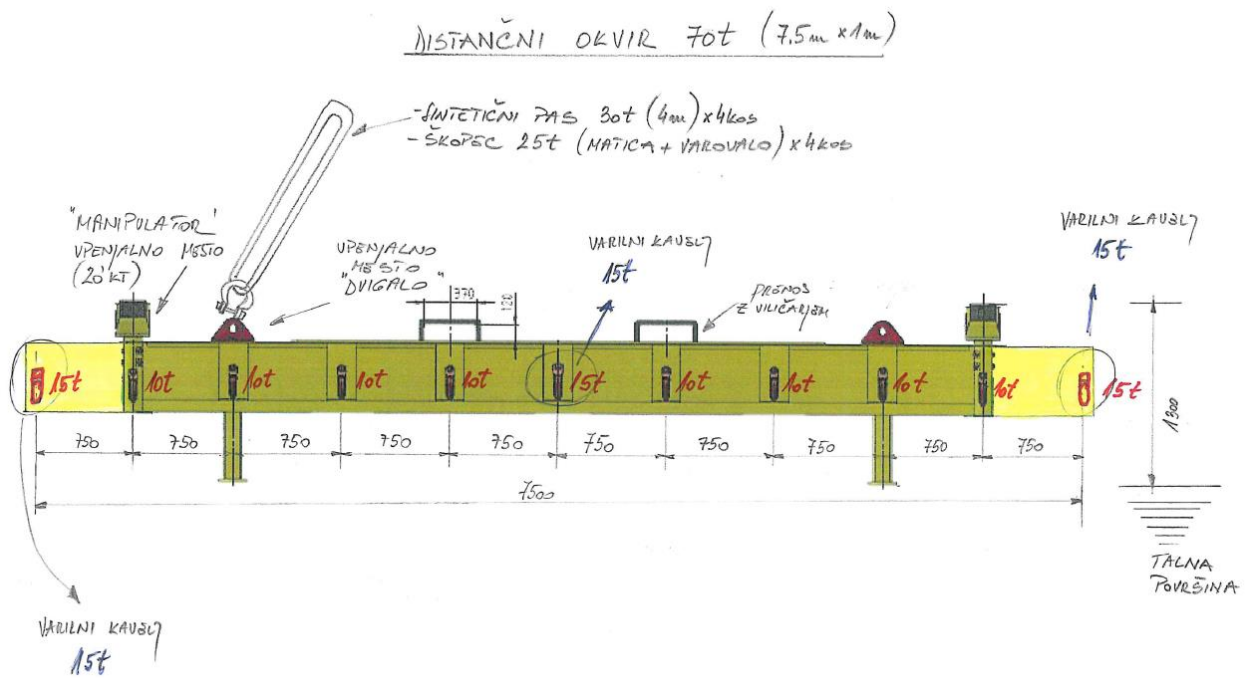 DISTANČNI OKVIR 70t (7.5m x 1m)
-SINTETIČNI PAS 30t (4m) x 4kos
-ŠKOPEC 25t (MATICA + VAROVALO) x 4kos
"MANIPULATOR"
VPENJALNO MESTO
(20' KT)
VPENJALNO
MESTO
"DVIGALO"
VARILNI KAVELJ
15t
PRENOS
Z VILIČARJEM
VARILNI KAVELJ
15t
370
120
15t 10t 10t 10t 10t 15t 10t 10t 10t 10t 15t
750 750 750 750 750 750 750 750 750 750
7500
1300
TALNA
POVRŠINA
VARILNI KAVELJ
15t